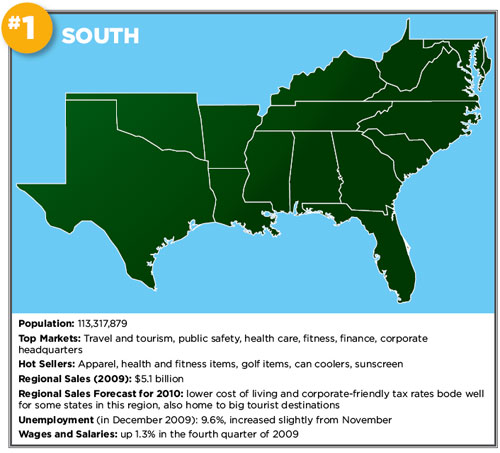 #1
SOUTH
Population: 113,317,879
Top Markets: Travel and tourism, public safety, health care, fitness, finance, corporate
headquarters
Hot Sellers: Apparel, health and fitness items, golf items, can coolers, sunscreen
Regional Sales (2009): $5.1 billion
Regional Sales Forecast for 2010: lower cost of living and corporate-friendly tax rates bode well
for some states in this region, also home to big tourist destinations
Unemployment (in December 2009): 9.6%, increased slightly from November
Wages and Salaries: up 1.3% in the fourth quarter of 2009